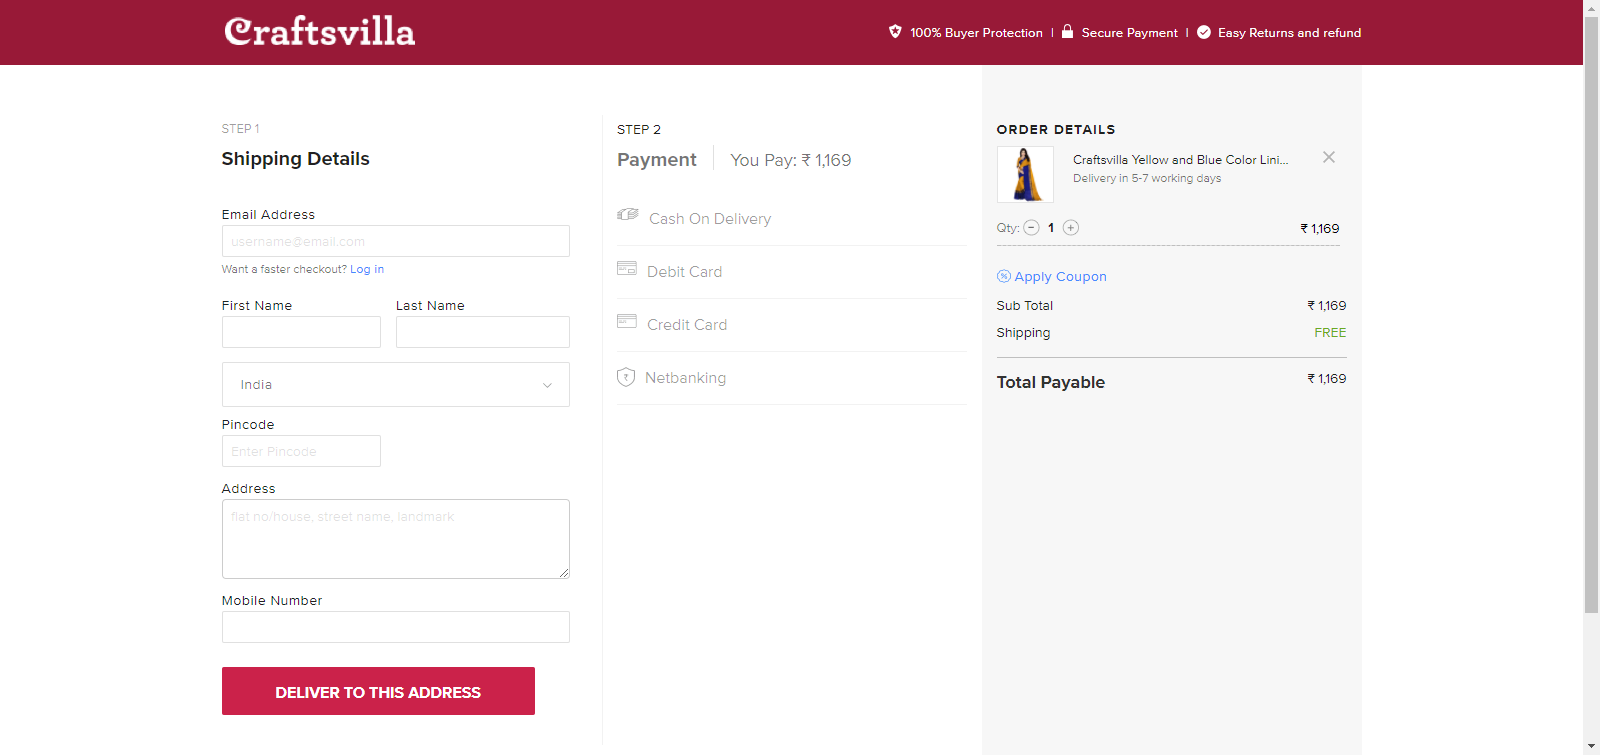 Craftsvilla
100% Buyer Protection | Secure Payment | Easy Returns and refund
STEP 1
Shipping Details
Email Address
username@email.com
Want a faster checkout? Log in
First Name
Last Name
India
Pincode
Enter Pincode
Address
flat no/house, street name, landmark
Mobile Number
DELIVER TO THIS ADDRESS
STEP 2
Payment
You Pay: ₹ 1,169
Cash On Delivery
Debit Card
Credit Card
Netbanking
ORDER DETAILS
Craftsvilla Yellow and Blue Color Lini...
Delivery in 5-7 working days
Qty: - 1 + ₹ 1,169
Apply Coupon
Sub Total ₹ 1,169
Shipping FREE
Total Payable ₹ 1,169